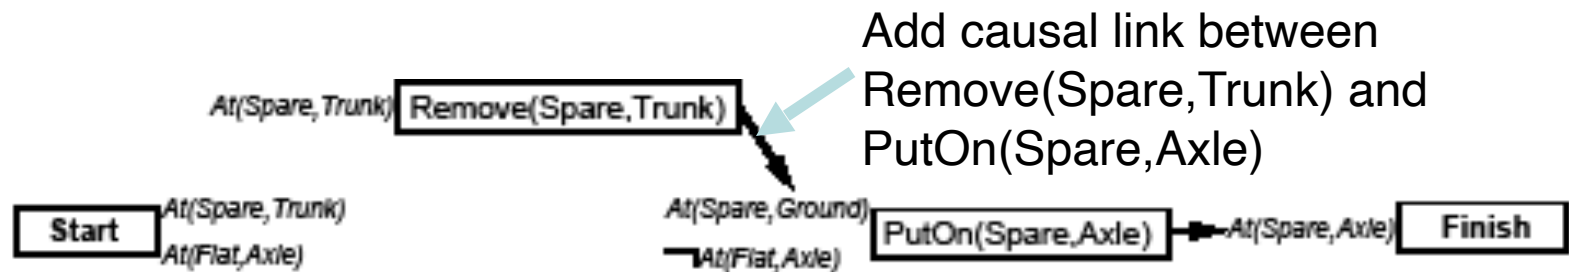 Add causal link between
Remove(Spare,Trunk) and
PutOn(Spare,Axle)
At(Spare,Trunk) Remove(Spare,Trunk)
Start At(Spare,Trunk)
At(Flat,Axle)
At(Spare,Ground)
¬At(Flat,Axle)
PutOn(Spare,Axle) At(Spare,Axle) Finish